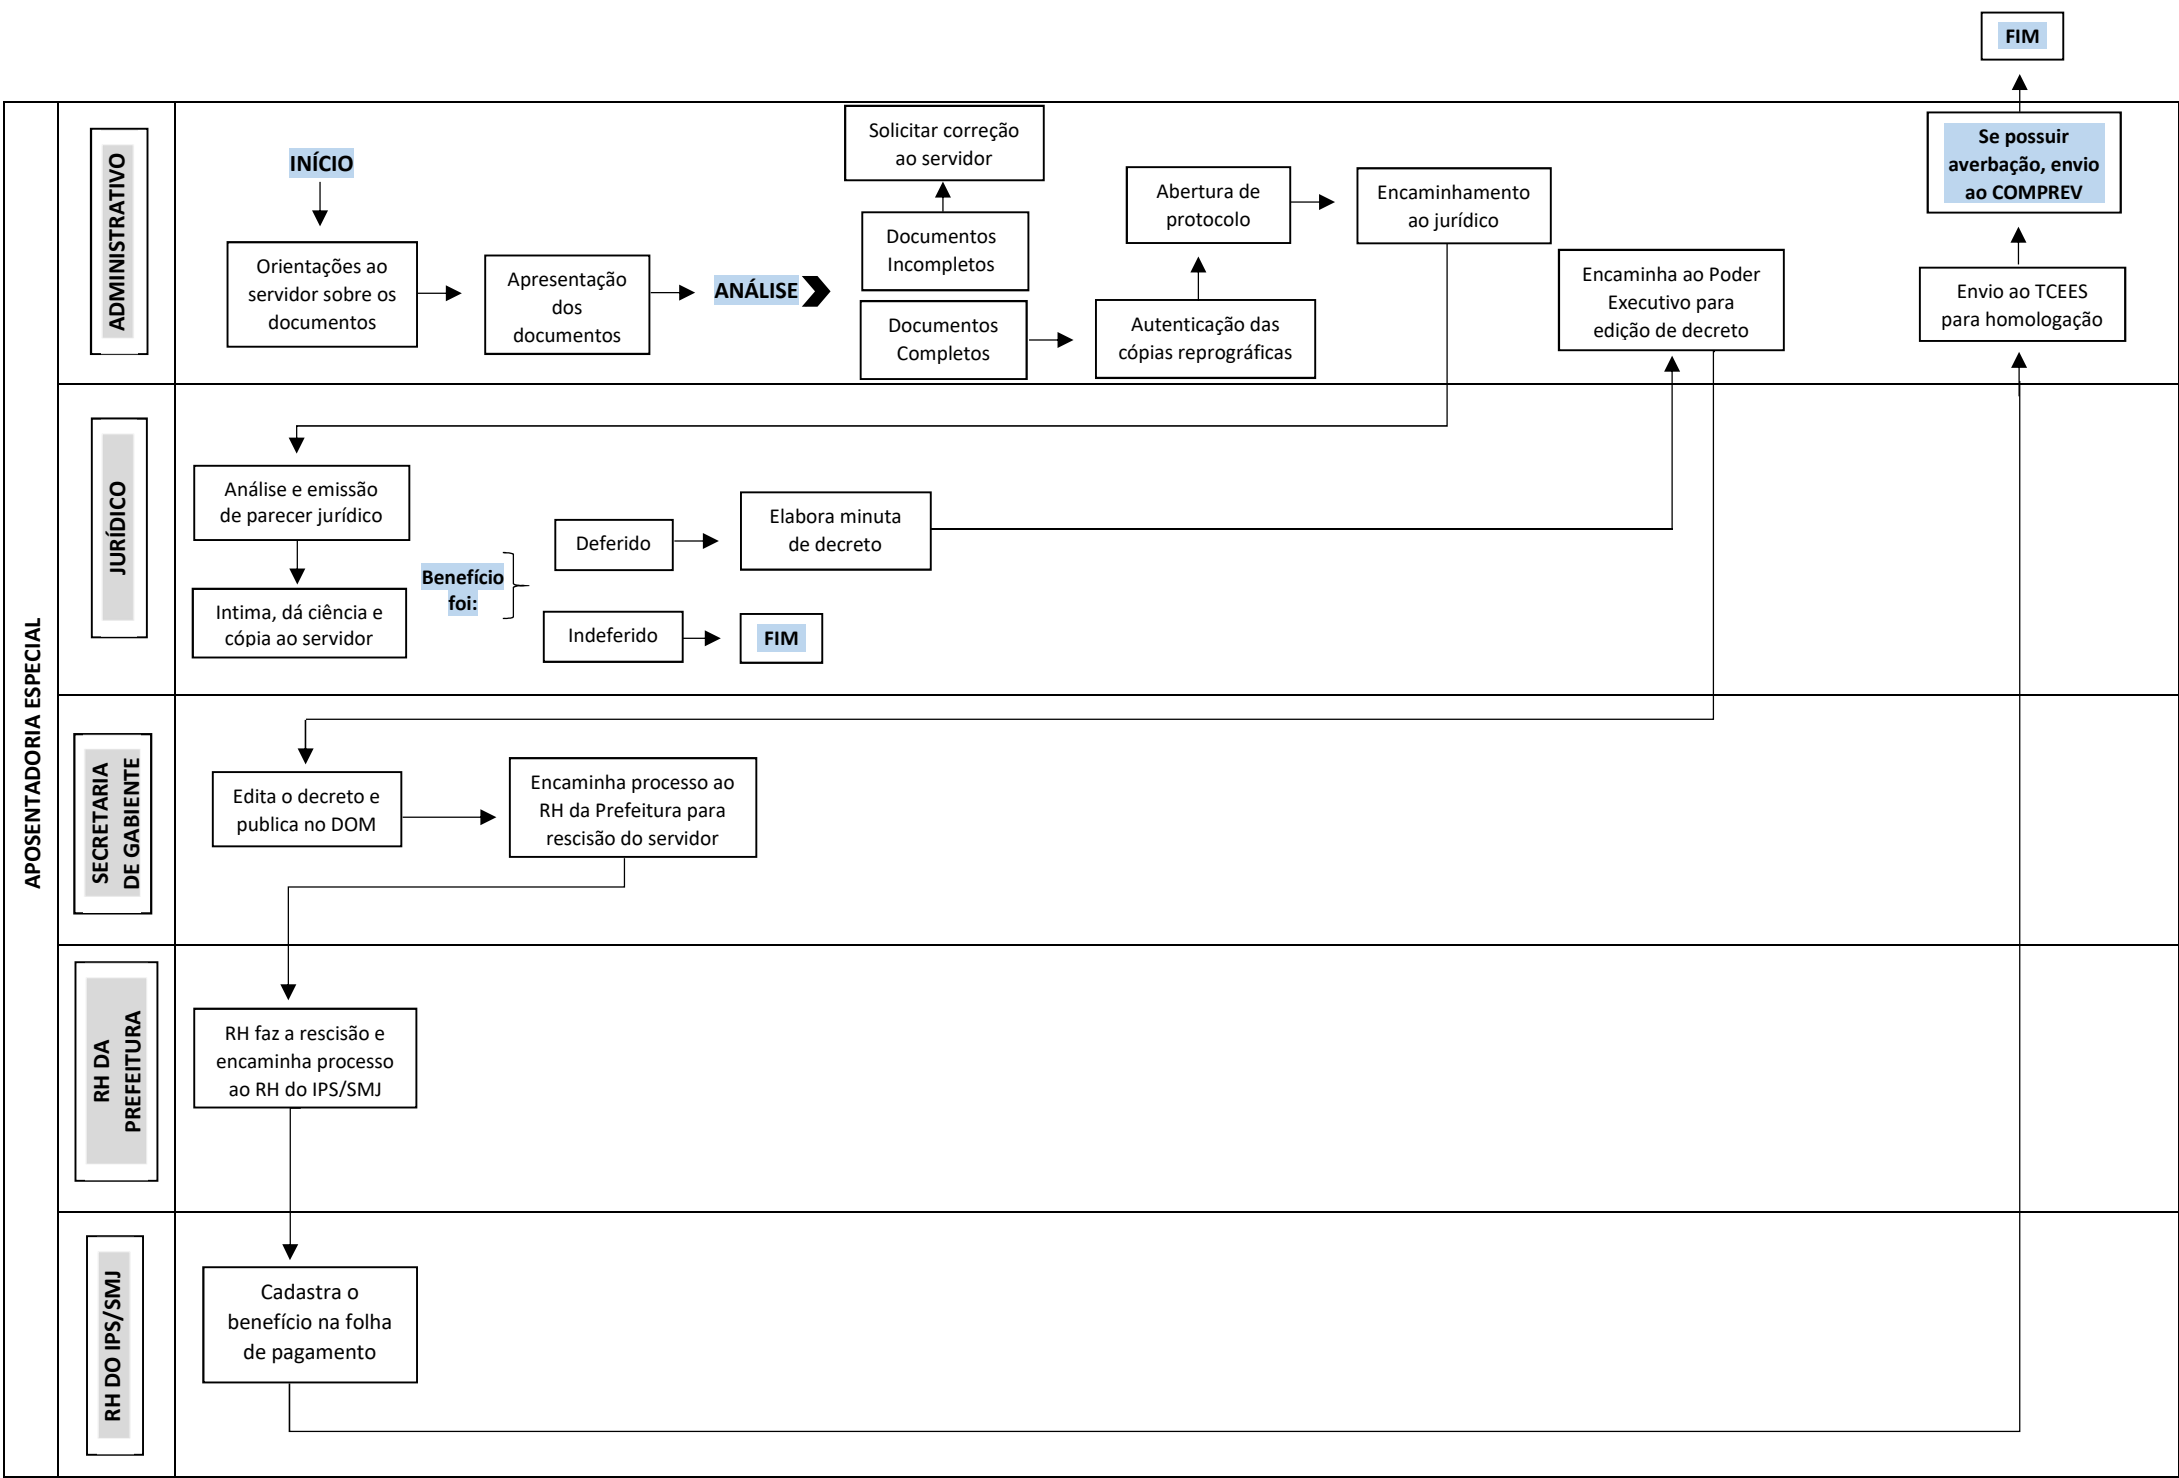 FIM
APOSENTADORIA ESPECIAL
ADMINISTRATIVO
INÍCIO
Orientações ao
servidor sobre os
documentos
Apresentação
dos
documentos
ANÁLISE
Solicitar correção
ao servidor
Documentos
Incompletos
Documentos
Completos
Autenticação das
cópias reprográficas
Abertura de
protocolo
Encaminhamento
ao jurídico
Encaminha ao Poder
Executivo para
edição de decreto
Se possuir
averbação, envio
ao COMPREV
Envio ao TCEES
para homologação
JURÍDICO
Análise e emissão
de parecer jurídico
Intima, dá ciência e
cópia ao servidor
Benefício
foi:
Deferido
Elabora minuta
de decreto
Indeferido
FIM
SECRETARIA
DE GABIENTE
Edita o decreto e
publica no DOM
Encaminha processo ao
RH da Prefeitura para
rescisão do servidor
RH DA
PREFEITURA
RH faz a rescisão e
encaminha processo
ao RH do IPS/SMJ
RH DO IPS/SMJ
Cadastra o
benefício na folha
de pagamento